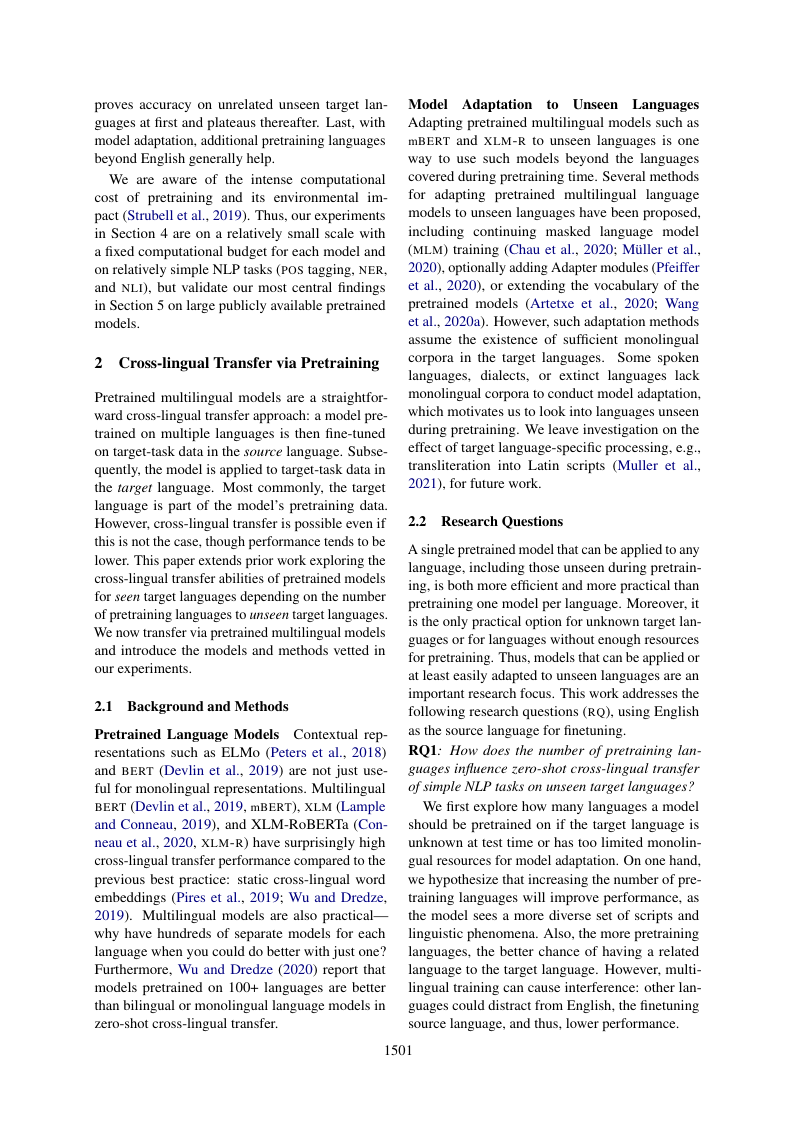 proves accuracy on unrelated unseen target lan-
guages at first and plateaus thereafter. Last, with
model adaptation, additional pretraining languages
beyond English generally help.
We are aware of the intense computational
cost of pretraining and its environmental im-
pact (Strubell et al., 2019). Thus, our experiments
in Section 4 are on a relatively small scale with
a fixed computational budget for each model and
on relatively simple NLP tasks (POS tagging, NER,
and NLI), but validate our most central findings
in Section 5 on large publicly available pretrained
models.
2 Cross-lingual Transfer via Pretraining
Pretrained multilingual models are a straightfor-
ward cross-lingual transfer approach: a model pre-
trained on multiple languages is then fine-tuned
on target-task data in the source language. Subse-
quently, the model is applied to target-task data in
the target language. Most commonly, the target
language is part of the model's pretraining data.
However, cross-lingual transfer is possible even if
this is not the case, though performance tends to be
lower. This paper extends prior work exploring the
cross-lingual transfer abilities of pretrained models
for seen target languages depending on the number
of pretraining languages to unseen target languages.
We now transfer via pretrained multilingual models
and introduce the models and methods vetted in
our experiments.
2.1 Background and Methods
Pretrained Language Models Contextual rep-
resentations such as ELMo (Peters et al., 2018)
and BERT (Devlin et al., 2019) are not just use-
ful for monolingual representations. Multilingual
BERT (Devlin et al., 2019, mBERT), XLM (Lample
and Conneau, 2019), and XLM-RoBERTa (Con-
neau et al., 2020, XLM-R) have surprisingly high
cross-lingual transfer performance compared to the
previous best practice: static cross-lingual word
embeddings (Pires et al., 2019; Wu and Dredze,
2019). Multilingual models are also practical—
why have hundreds of separate models for each
language when you could do better with just one?
Furthermore, Wu and Dredze (2020) report that
models pretrained on 100+ languages are better
than bilingual or monolingual language models in
zero-shot cross-lingual transfer.
Model Adaptation to Unseen Languages
Adapting pretrained multilingual models such as
mBERT and XLM-R to unseen languages is one
way to use such models beyond the languages
covered during pretraining time. Several methods
for adapting pretrained multilingual language
models to unseen languages have been proposed,
including continuing masked language model
(MLM) training (Chau et al., 2020; Müller et al.,
2020), optionally adding Adapter modules (Pfeiffer
et al., 2020), or extending the vocabulary of the
pretrained models (Artetxe et al., 2020; Wang
et al., 2020a). However, such adaptation methods
assume the existence of sufficient monolingual
corpora in the target languages. Some spoken
languages, dialects, or extinct languages lack
monolingual corpora to conduct model adaptation,
which motivates us to look into languages unseen
during pretraining. We leave investigation on the
effect of target language-specific processing, e.g.,
transliteration into Latin scripts (Muller et al.,
2021), for future work.
2.2 Research Questions
A single pretrained model that can be applied to any
language, including those unseen during pretrain-
ing, is both more efficient and more practical than
pretraining one model per language. Moreover, it
is the only practical option for unknown target lan-
guages or for languages without enough resources
for pretraining. Thus, models that can be applied or
at least easily adapted to unseen languages are an
important research focus. This work addresses the
following research questions (RQ), using English
as the source language for finetuning.
RQ1: How does the number of pretraining lan-
guages influence zero-shot cross-lingual transfer
of simple NLP tasks on unseen target languages?
We first explore how many languages a model
should be pretrained on if the target language is
unknown at test time or has too limited monolin-
gual resources for model adaptation. On one hand,
we hypothesize that increasing the number of pre-
training languages will improve performance, as
the model sees a more diverse set of scripts and
linguistic phenomena. Also, the more pretraining
languages, the better chance of having a related
language to the target language. However, multi-
lingual training can cause interference: other lan-
guages could distract from English, the finetuning
source language, and thus, lower performance.
1501